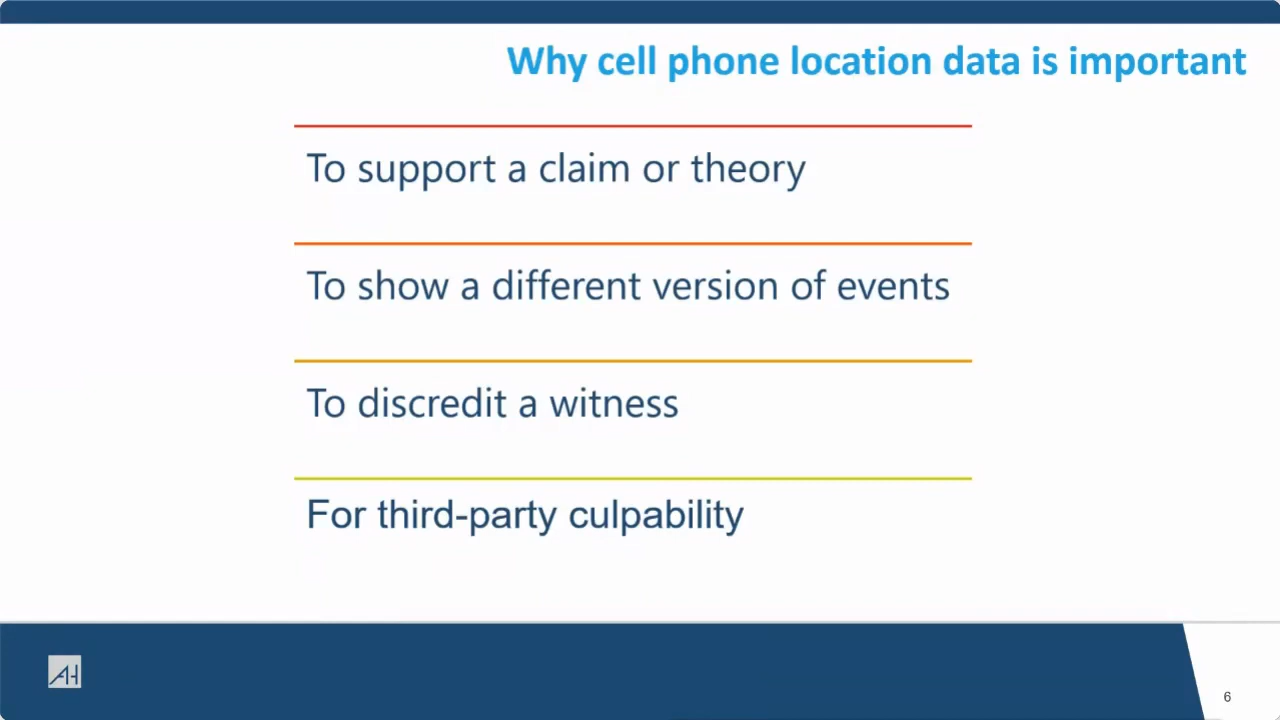 Why cell phone location data is important
To support a claim or theory
To show a different version of events
To discredit a witness
For third-party culpability
AH
6